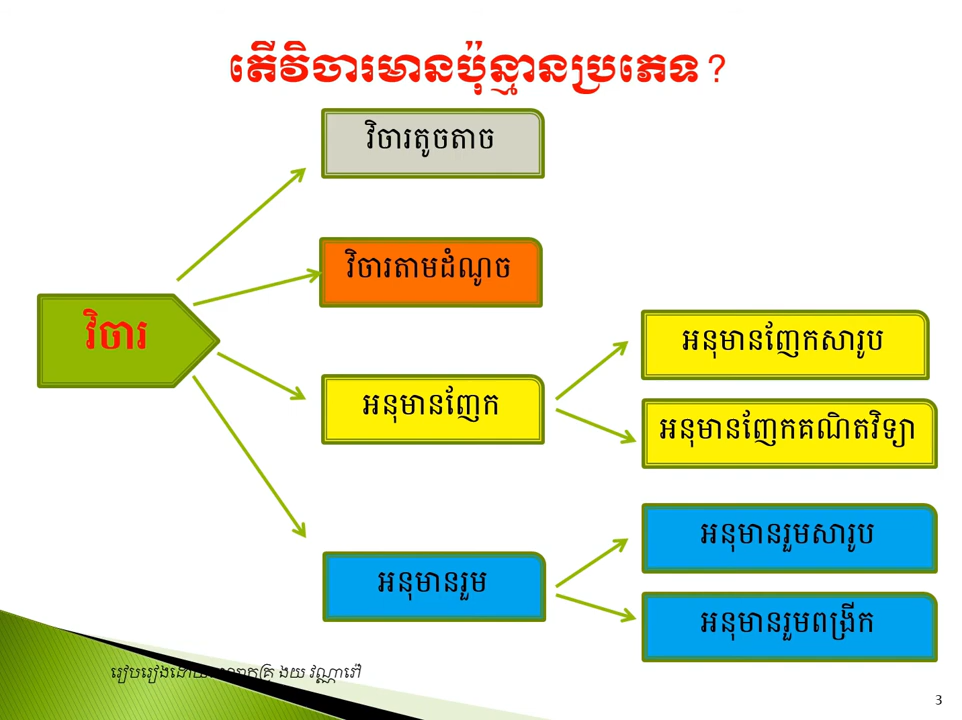 តើវិចារមានប៉ុន្មានប្រភេទ?
វិចារតូចតាច
វិចារតាមដំណូច
វិចារ
អនុមានញែក
អនុមានញែកសារូប
អនុមានញែកគណិតវិទ្យា
អនុមានរួម
អនុមានរួមសារូប
អនុមានរួមពង្រីក
រៀបរៀងដោយ ងយ វណ្ណារៅ
3